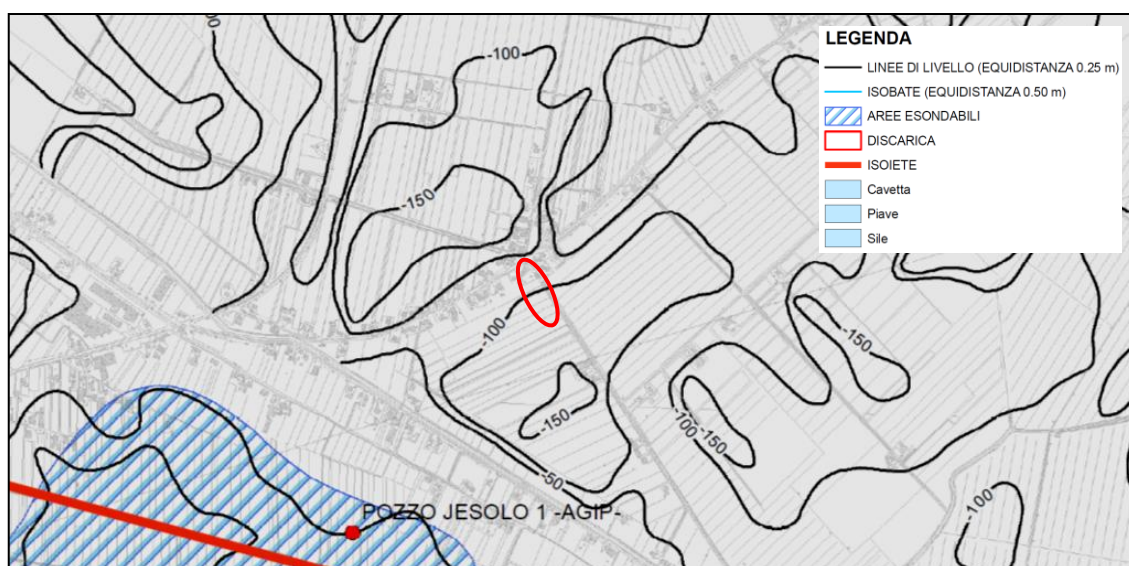 00
-100
-150
-100
-150
-50
-150
-100
-150
-100
POZZO JESOLO 1 -AGIP-
LEGENDA
LINEE DI LIVELLO (EQUIDISTANZA 0.25 m)
ISOBATE (EQUIDISTANZA 0.50 m)
AREE ESONDABILI
DISCARICA
ISOIETE
Cavetta
Piave
Sile